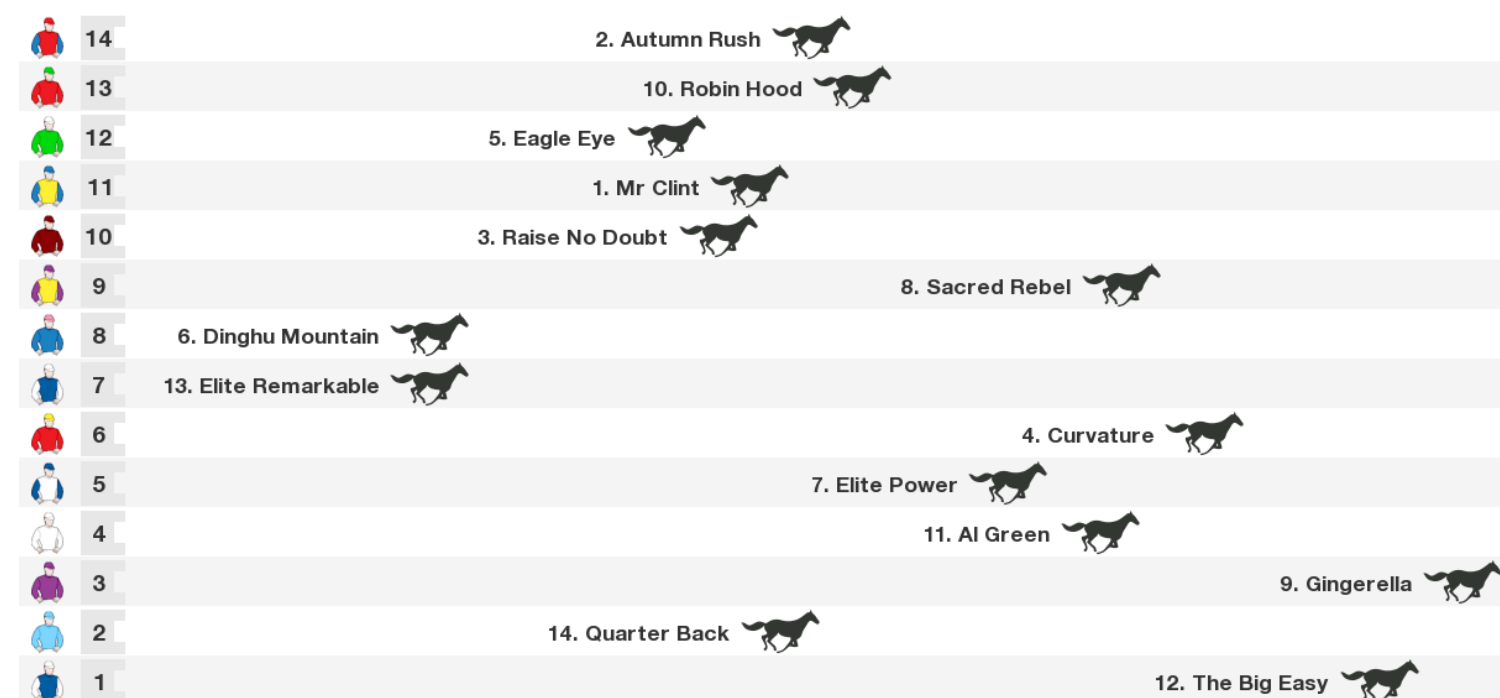 14 2. Autumn Rush
13 10. Robin Hood
12 5. Eagle Eye
11 1. Mr Clint
10 3. Raise No Doubt
9 8. Sacred Rebel
8 6. Dinghu Mountain
7 13. Elite Remarkable
6 4. Curvature
5 7. Elite Power
4 11. Al Green
3 9. Gingerella
2 14. Quarter Back
1 12. The Big Easy